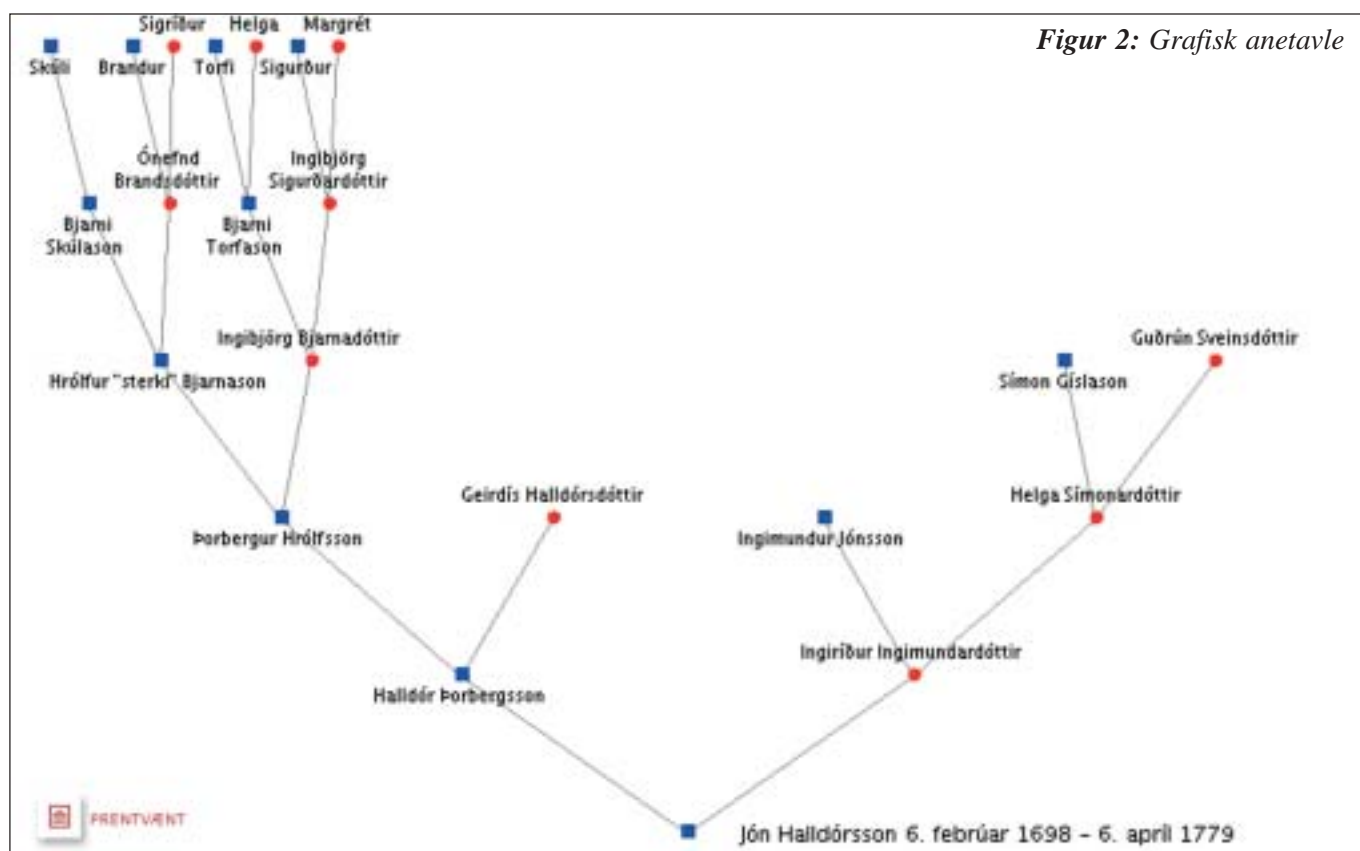 Figur 2: Grafisk anetavle
Sigríður Helga Margrét
Skúli Brandur Torfi Sigurður
Ónefnd
Brandsdóttir
Ingibjörg
Sigurðardóttir
Bjarni
Skúlason
Bjarni
Torfason
Ingibjörg Bjarnadóttir
Guðrún Sveinsdóttir
Hrólfur "sterki" Bjarnason
Símon Gíslason
Geirdís Halldórsdóttir
Helga Símonardóttir
Þorbergur Hrólfsson
Ingimundur Jónsson
Ingiríður Ingimundardóttir
Halldór Þorbergsson
PRENTVÆNT
Jón Halldórsson 6. febrúar 1698 – 6. apríl 1779